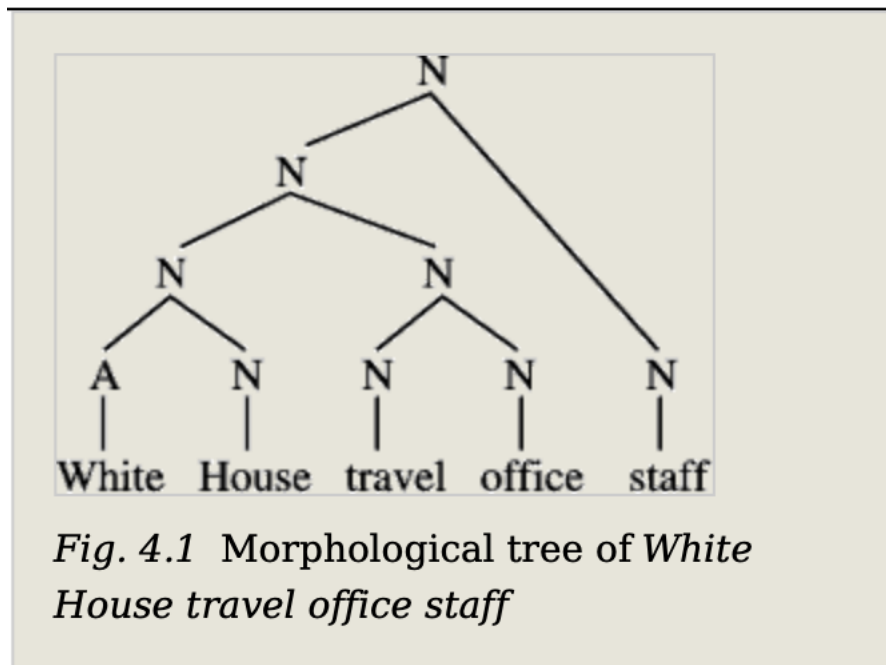 N
N
N N
A N N N N
White House travel office staff
Fig. 4.1 Morphological tree of White
House travel office staff